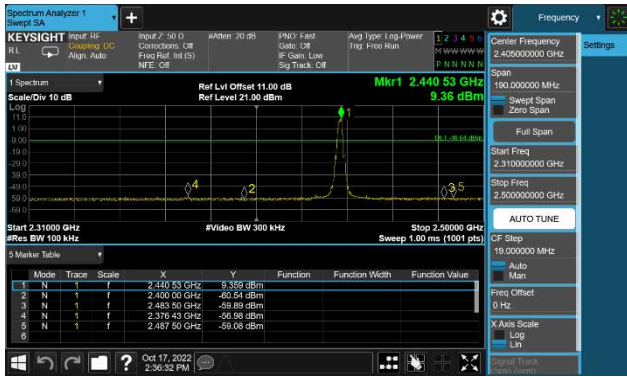 Spectrum Analyzer 1
Swept SA
+
Frequency
KEYSIGHT Input: RF Input Z: 50 Ω #Atten: 20 dB PNO: Fast Avg Type: Log-Power 1 2 3 4 5 6
RL Coupling: DC Corrections: Off Gate: Off Trig: Free Run M W W W W W
Align: Auto Freq Ref: Int (S) IF Gain: Low
NFE: Off Sig Track: Off P N N N N N
LXI
1 Spectrum
Ref Lvl Offset 11.00 dB
Mkr1 2.440 53 GHz
Scale/Div 10 dB
Ref Level 21.00 dBm
9.36 dBm
Log
11.0
1.00
-9.00
-19.0
-29.0
-39.0
-49.0
-59.0
-69.0
1
4
2
3
5
Start 2.31000 GHz
#Video BW 300 kHz
Stop 2.50000 GHz
#Res BW 100 kHz
Sweep 1.00 ms (1001 pts)
5 Marker Table
Mode Trace Scale X Y Function Function Width Function Value
1 N 1 f 2.440 53 GHz 9.359 dBm
2 N 1 f 2.400 00 GHz -60.54 dBm
3 N 1 f 2.483 50 GHz -59.89 dBm
4 N 1 f 2.376 43 GHz -56.98 dBm
5 N 1 f 2.487 50 GHz -59.08 dBm
6
?
Oct 17, 2022
2:36:32 PM
Center Frequency
2.405000000 GHz
Settings
Span
190.000000 MHz
Swept Span
Zero Span
Full Span
Start Freq
2.310000000 GHz
Stop Freq
2.500000000 GHz
AUTO TUNE
CF Step
19.000000 MHz
Auto
Man
Freq Offset
0 Hz
X Axis Scale
Log
Lin
Signal Track
(Span Zoom)